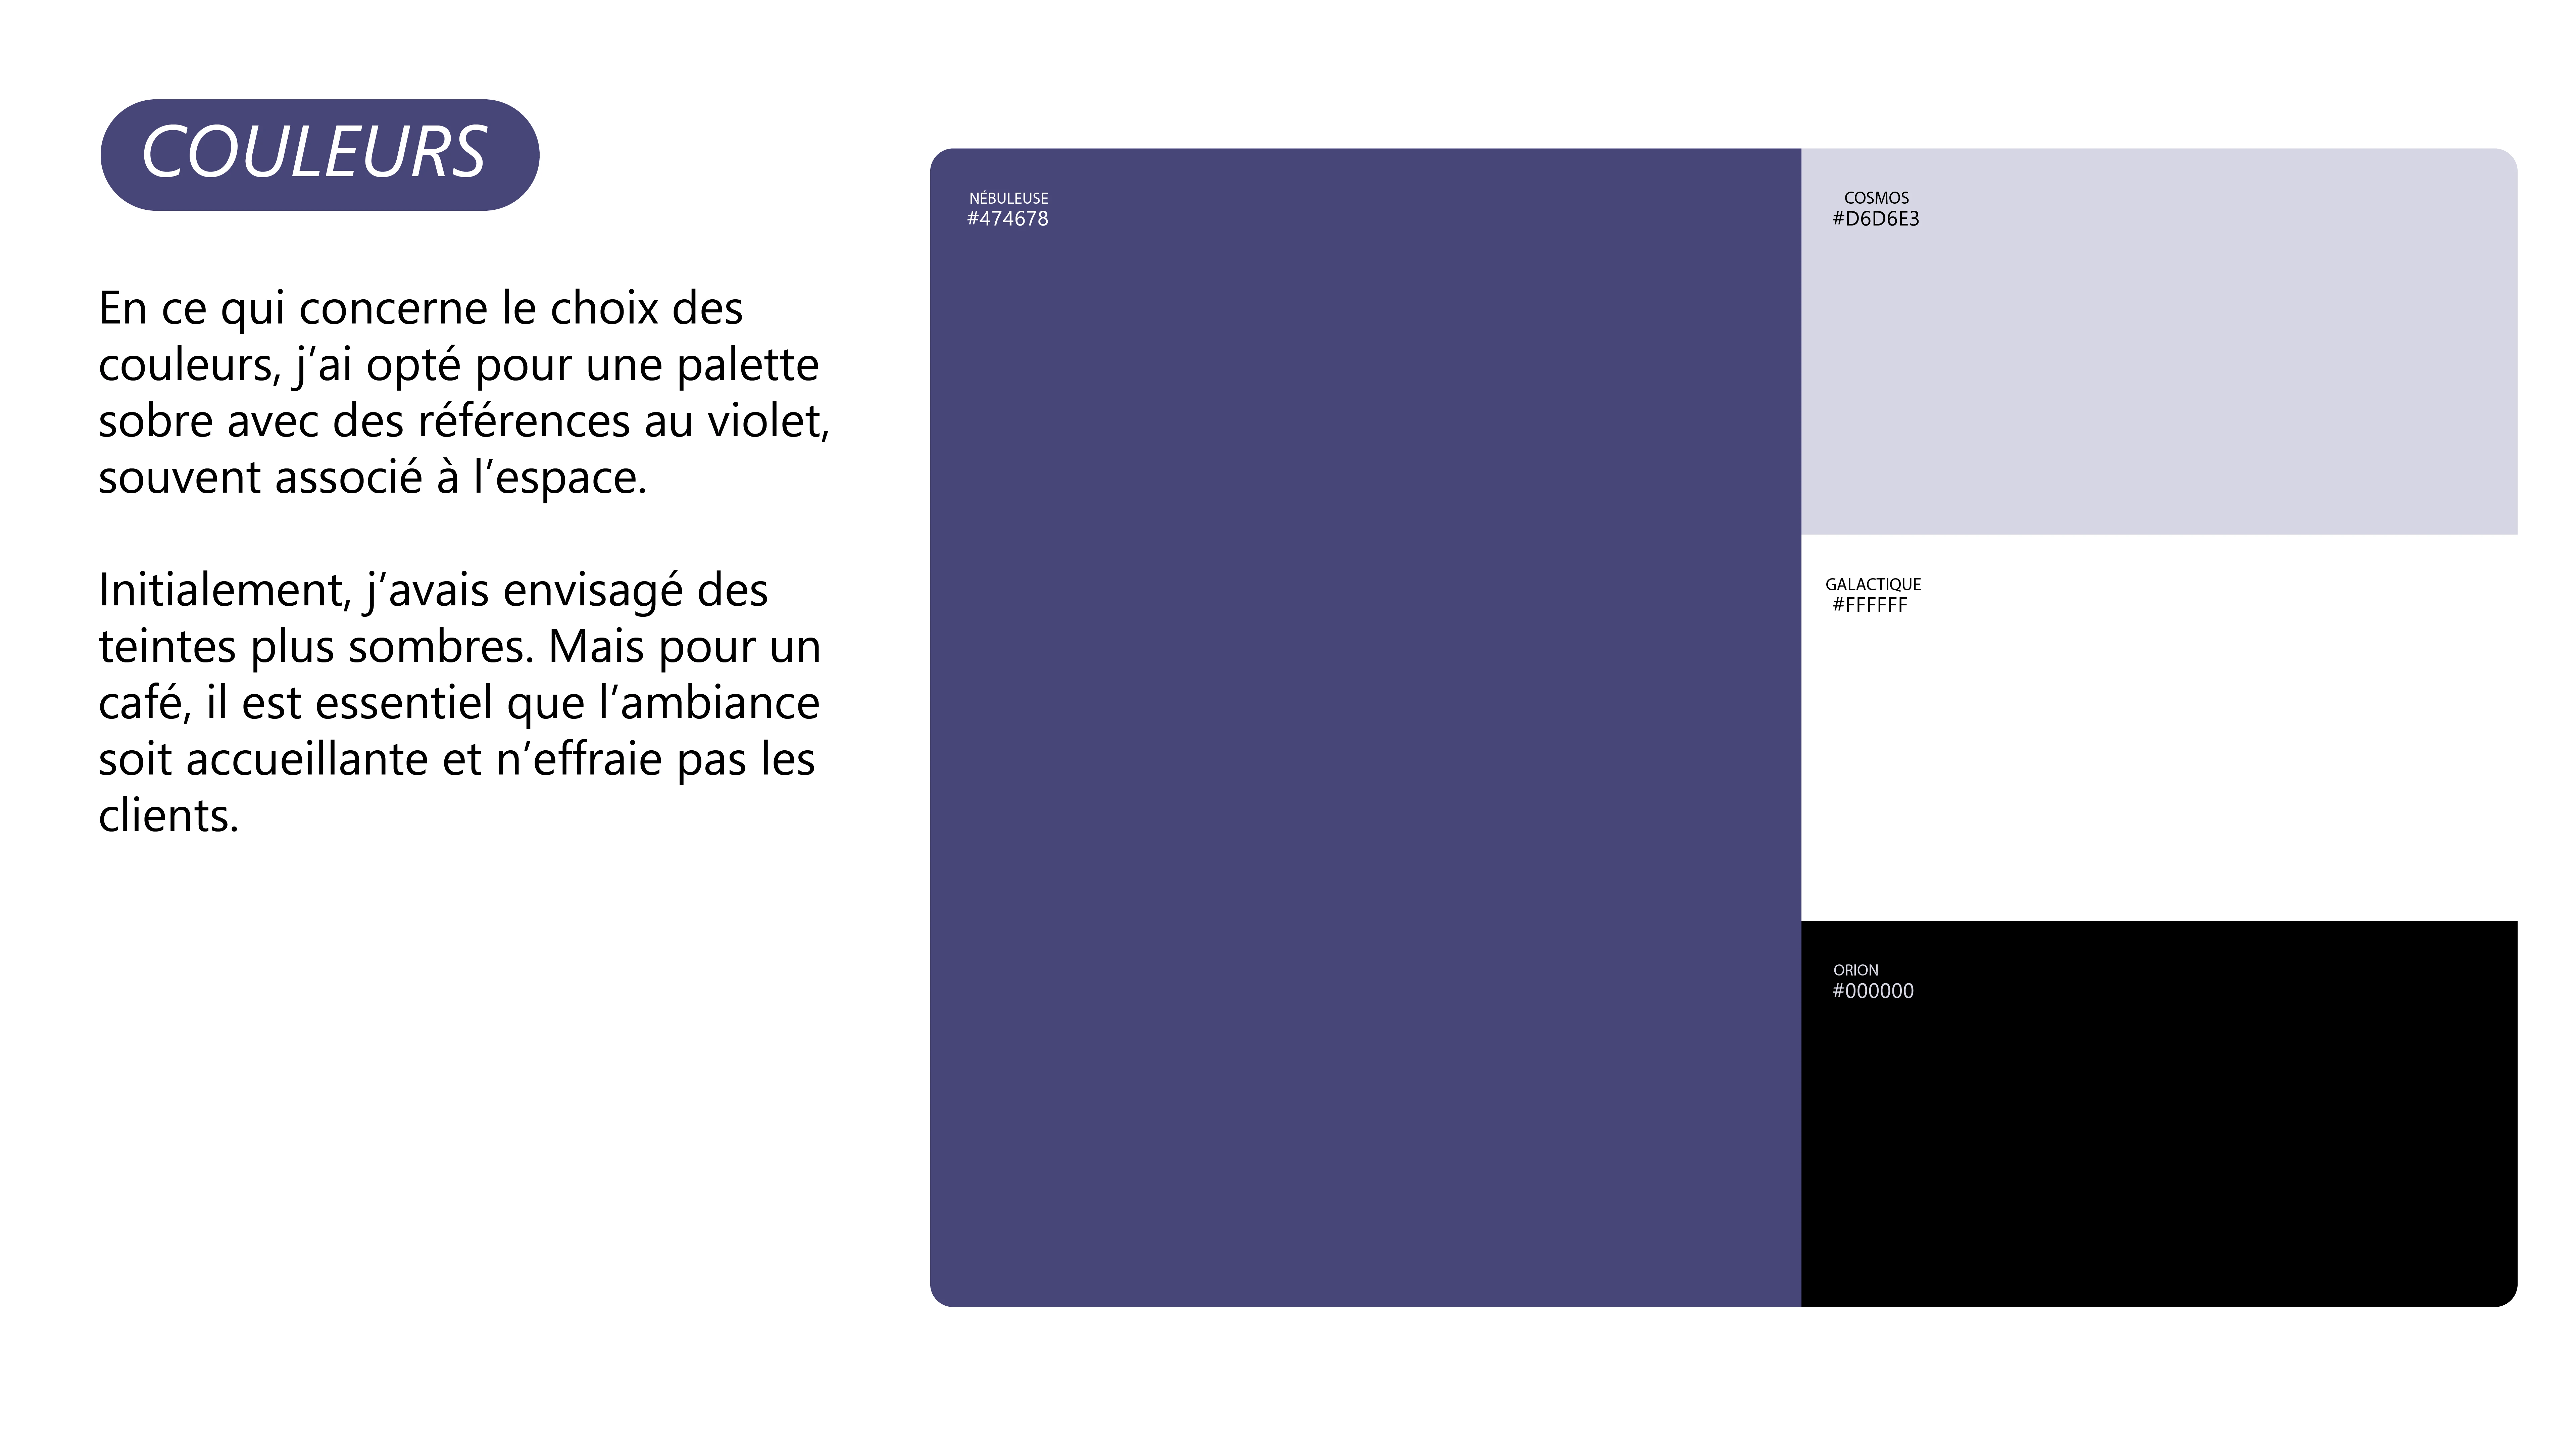 COULEURS
En ce qui concerne le choix des
couleurs, j’ai opté pour une palette
sobre avec des références au violet,
souvent associé à l’espace.
Initialement, j’avais envisagé des
teintes plus sombres. Mais pour un
café, il est essentiel que l’ambiance
soit accueillante et n’effraie pas les
clients.
NÉBULEUSE
#474678
COSMOS
#D6D6E3
GALACTIQUE
#FFFFFF
ORION
#000000